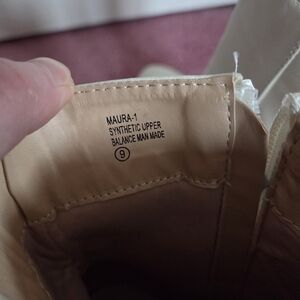 MAURA-1
SYNTHETIC UPPER
BALANCE MAN MADE
9